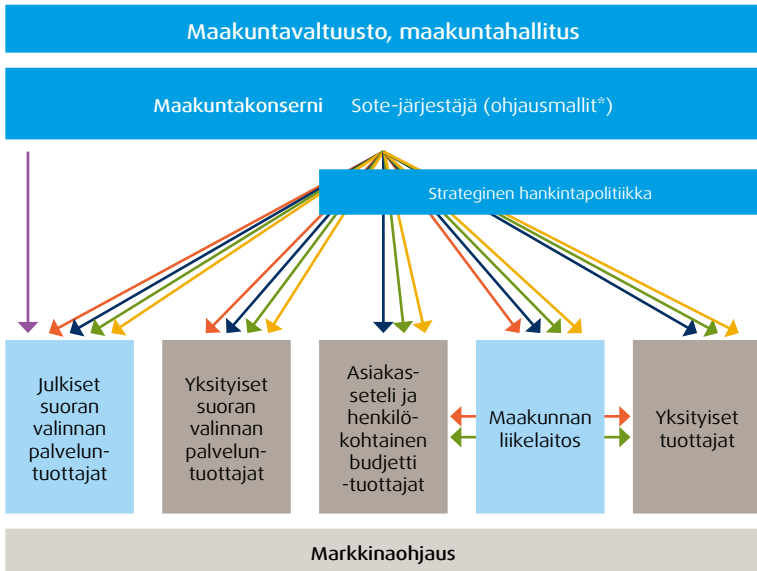 Maakuntavaltuusto, maakuntahallitus
Maakuntakonserni Sote-järjestäjä (ohjausmallit*)
Strateginen hankintapolitiikka
Julkiset
suoran
valinnan
palvelun-
tuottajat
Yksityiset
suoran
valinnan
palvelun-
tuottajat
Asiakas-
seteli ja
henkilö-
kohtainen
budjetti
-tuottajat
Maakunnan
liikelaitos
Yksityiset
tuottajat
Markkinaohjaus